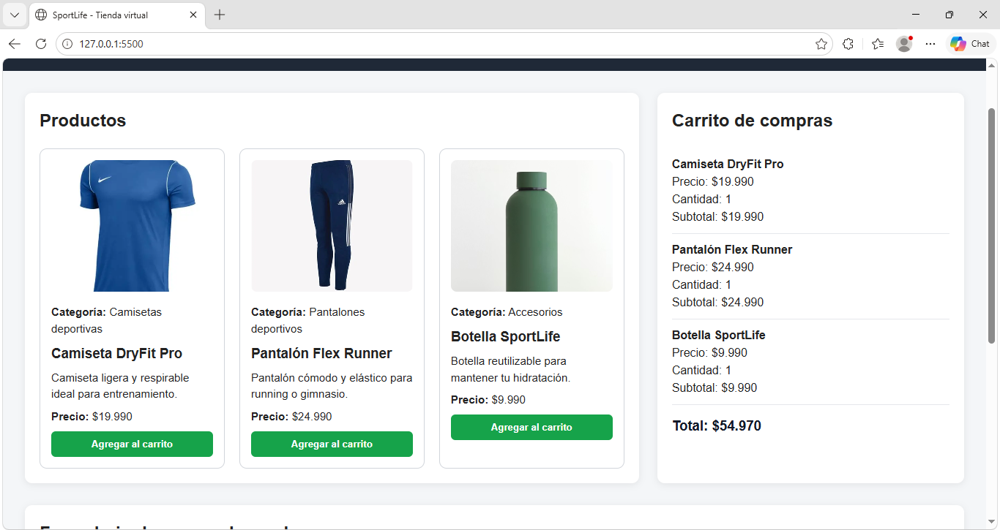 SportLife - Tienda virtual
127.0.0.1:5500
Chat
Productos
Categoría: Camisetas
deportivas
Camiseta DryFit Pro
Camiseta ligera y respirable
ideal para entrenamiento.
Precio: $19.990
Agregar al carrito
Categoría: Pantalones
deportivos
Pantalón Flex Runner
Pantalón cómodo y elástico para
running o gimnasio.
Precio: $24.990
Agregar al carrito
Categoría: Accesorios
Botella SportLife
Botella reutilizable para
mantener tu hidratación.
Precio: $9.990
Agregar al carrito
Carrito de compras
Camiseta DryFit Pro
Precio: $19.990
Cantidad: 1
Subtotal: $19.990
Pantalón Flex Runner
Precio: $24.990
Cantidad: 1
Subtotal: $24.990
Botella SportLife
Precio: $9.990
Cantidad: 1
Subtotal: $9.990
Total: $54.970